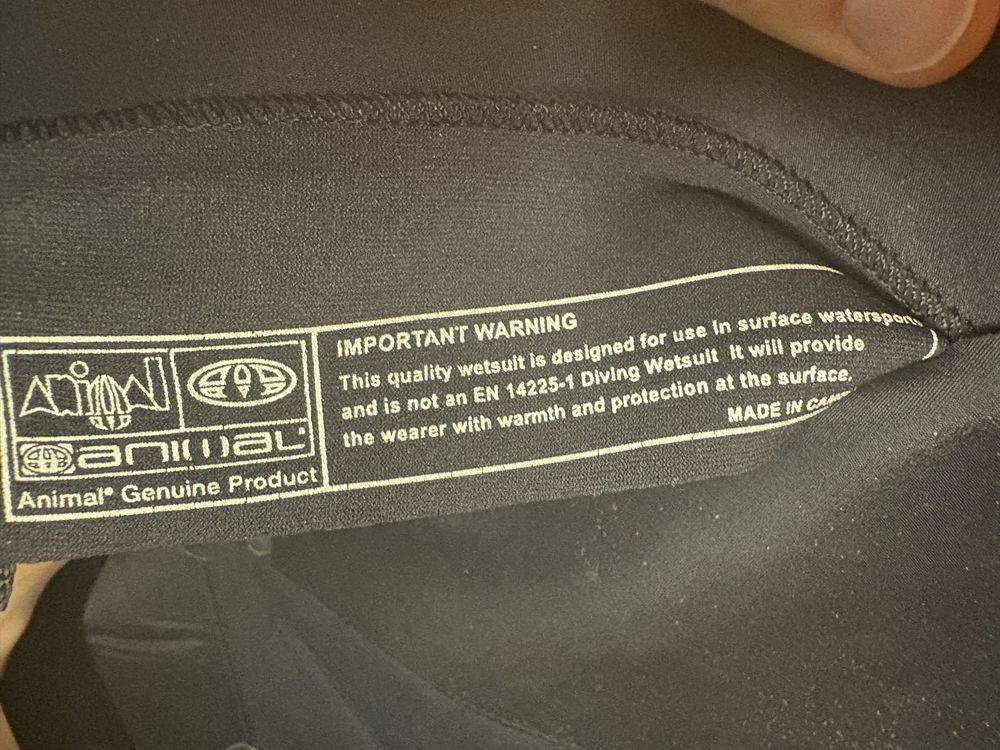 anımal
anımal
Animal® Genuine Product
IMPORTANT WARNING
This quality wetsuit is designed for use in surface watersports
and is not an EN 14225-1 Diving Wetsuit It will provide
the wearer with warmth and protection at the surface.
MADE IN